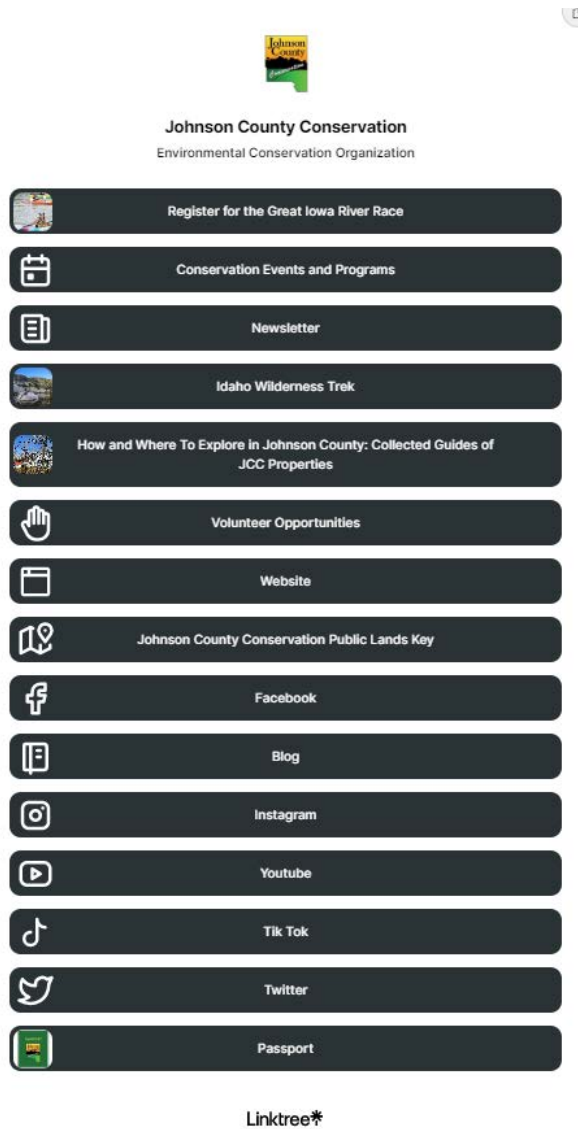 Johnson
County
Conservation
Johnson County Conservation
Environmental Conservation Organization
Register for the Great Iowa River Race
Conservation Events and Programs
Newsletter
Idaho Wilderness Trek
How and Where To Explore in Johnson County: Collected Guides of
JCC Properties
Volunteer Opportunities
Website
Johnson County Conservation Public Lands Key
Facebook
Blog
Instagram
Youtube
Tik Tok
Twitter
Passport
Linktree